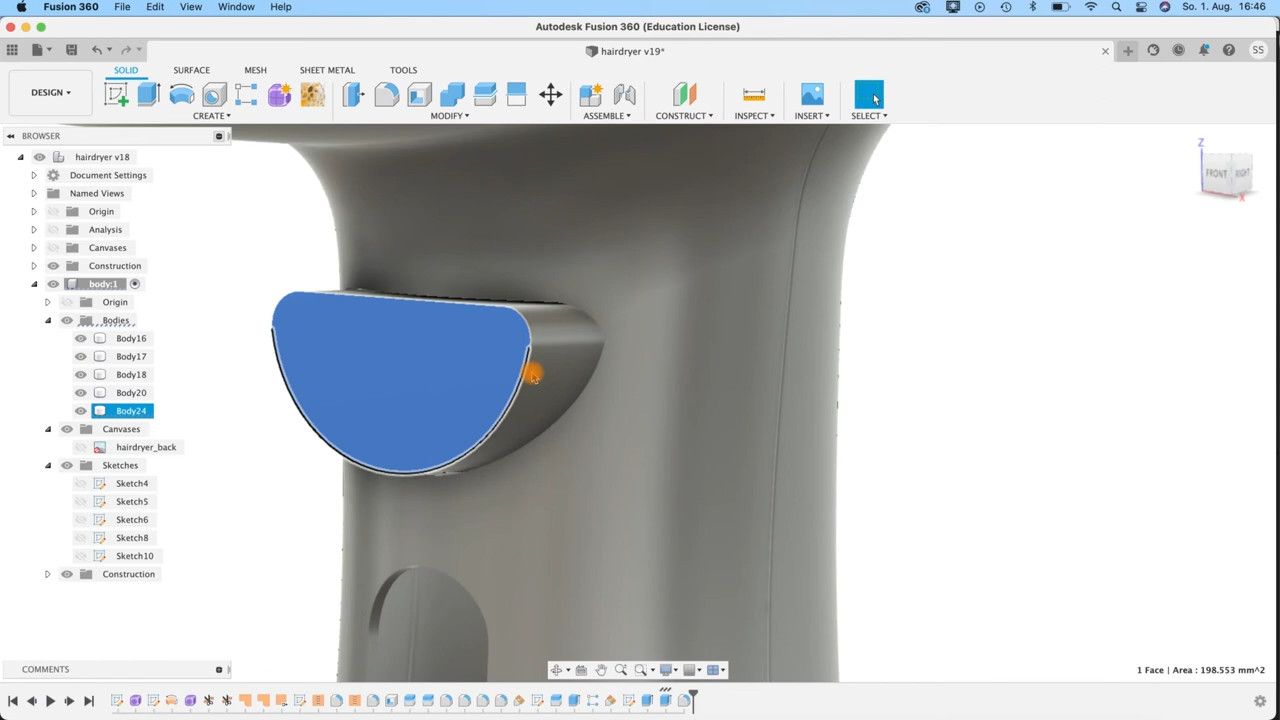 Fusion 360 File Edit View Window Help So. 1. Aug. 16:46
Autodesk Fusion 360 (Education License)
hairdryer v19* SS
SOLID SURFACE MESH SHEET METAL TOOLS
DESIGN
CREATE MODIFY ASSEMBLE CONSTRUCT INSPECT INSERT SELECT
BROWSER
hairdryer v18
Document Settings
Named Views
Origin
Analysis
Canvases
Construction
body:1
Origin
Bodies
Body16
Body17
Body18
Body20
Body24
Canvases
hairdryer_back
Sketches
Sketch4
Sketch5
Sketch6
Sketch8
Sketch10
Construction
Z
FRONT RIGHT
X
COMMENTS
1 Face | Area : 198.553 mm^2